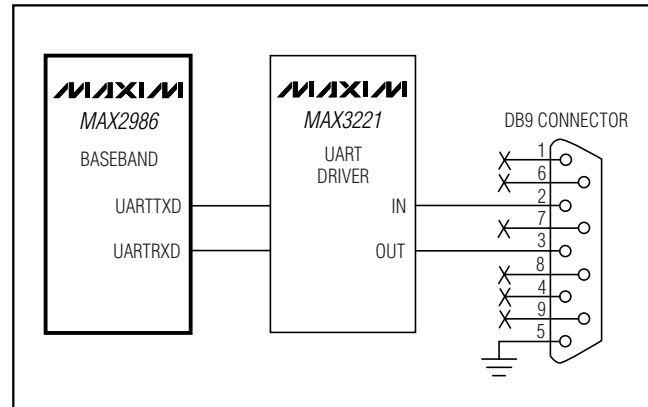 MAXIM
MAX2986
BASEBAND
UARTTXD
UARTRXD
MAXIM
MAX3221
UART
DRIVER
IN
OUT
DB9 CONNECTOR
1
6
2
7
3
8
4
9
5